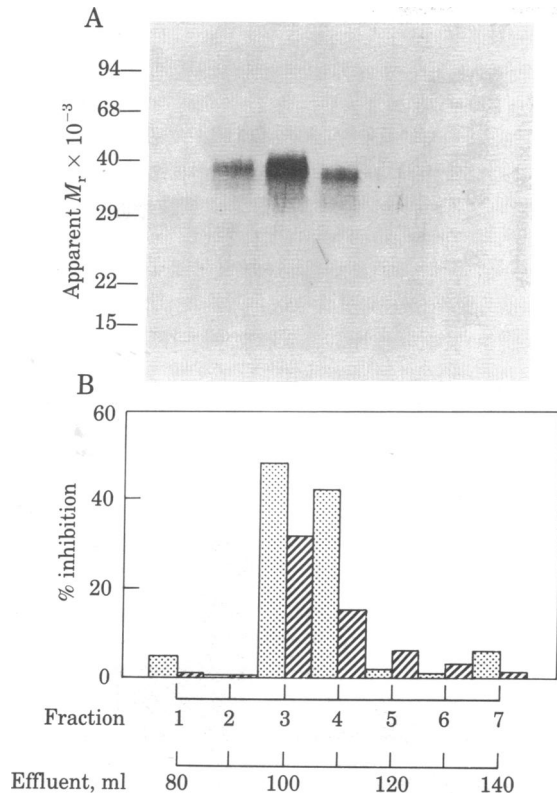 A
94
68
40
29
22
15
Apparent Mr × 10−3
B
60
40
20
0
% inhibition
Fraction 1 2 3 4 5 6 7
Effluent, ml 80 100 120 140